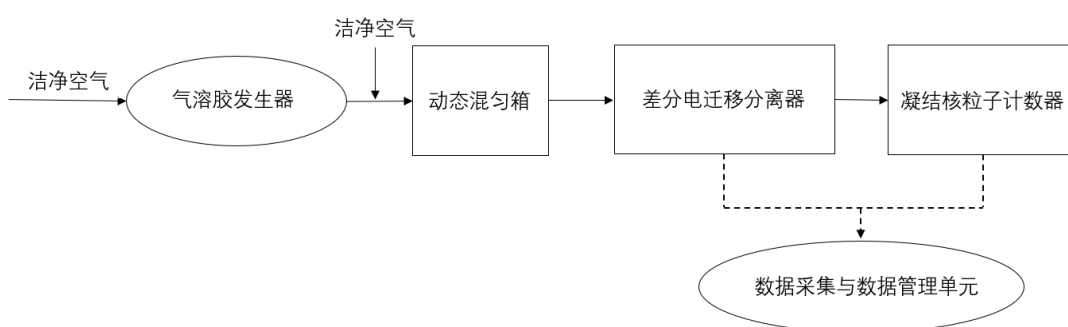 洁净空气
洁净空气
气溶胶发生器
动态混匀箱
差分电迁移分离器
凝结核粒子计数器
数据采集与数据管理单元